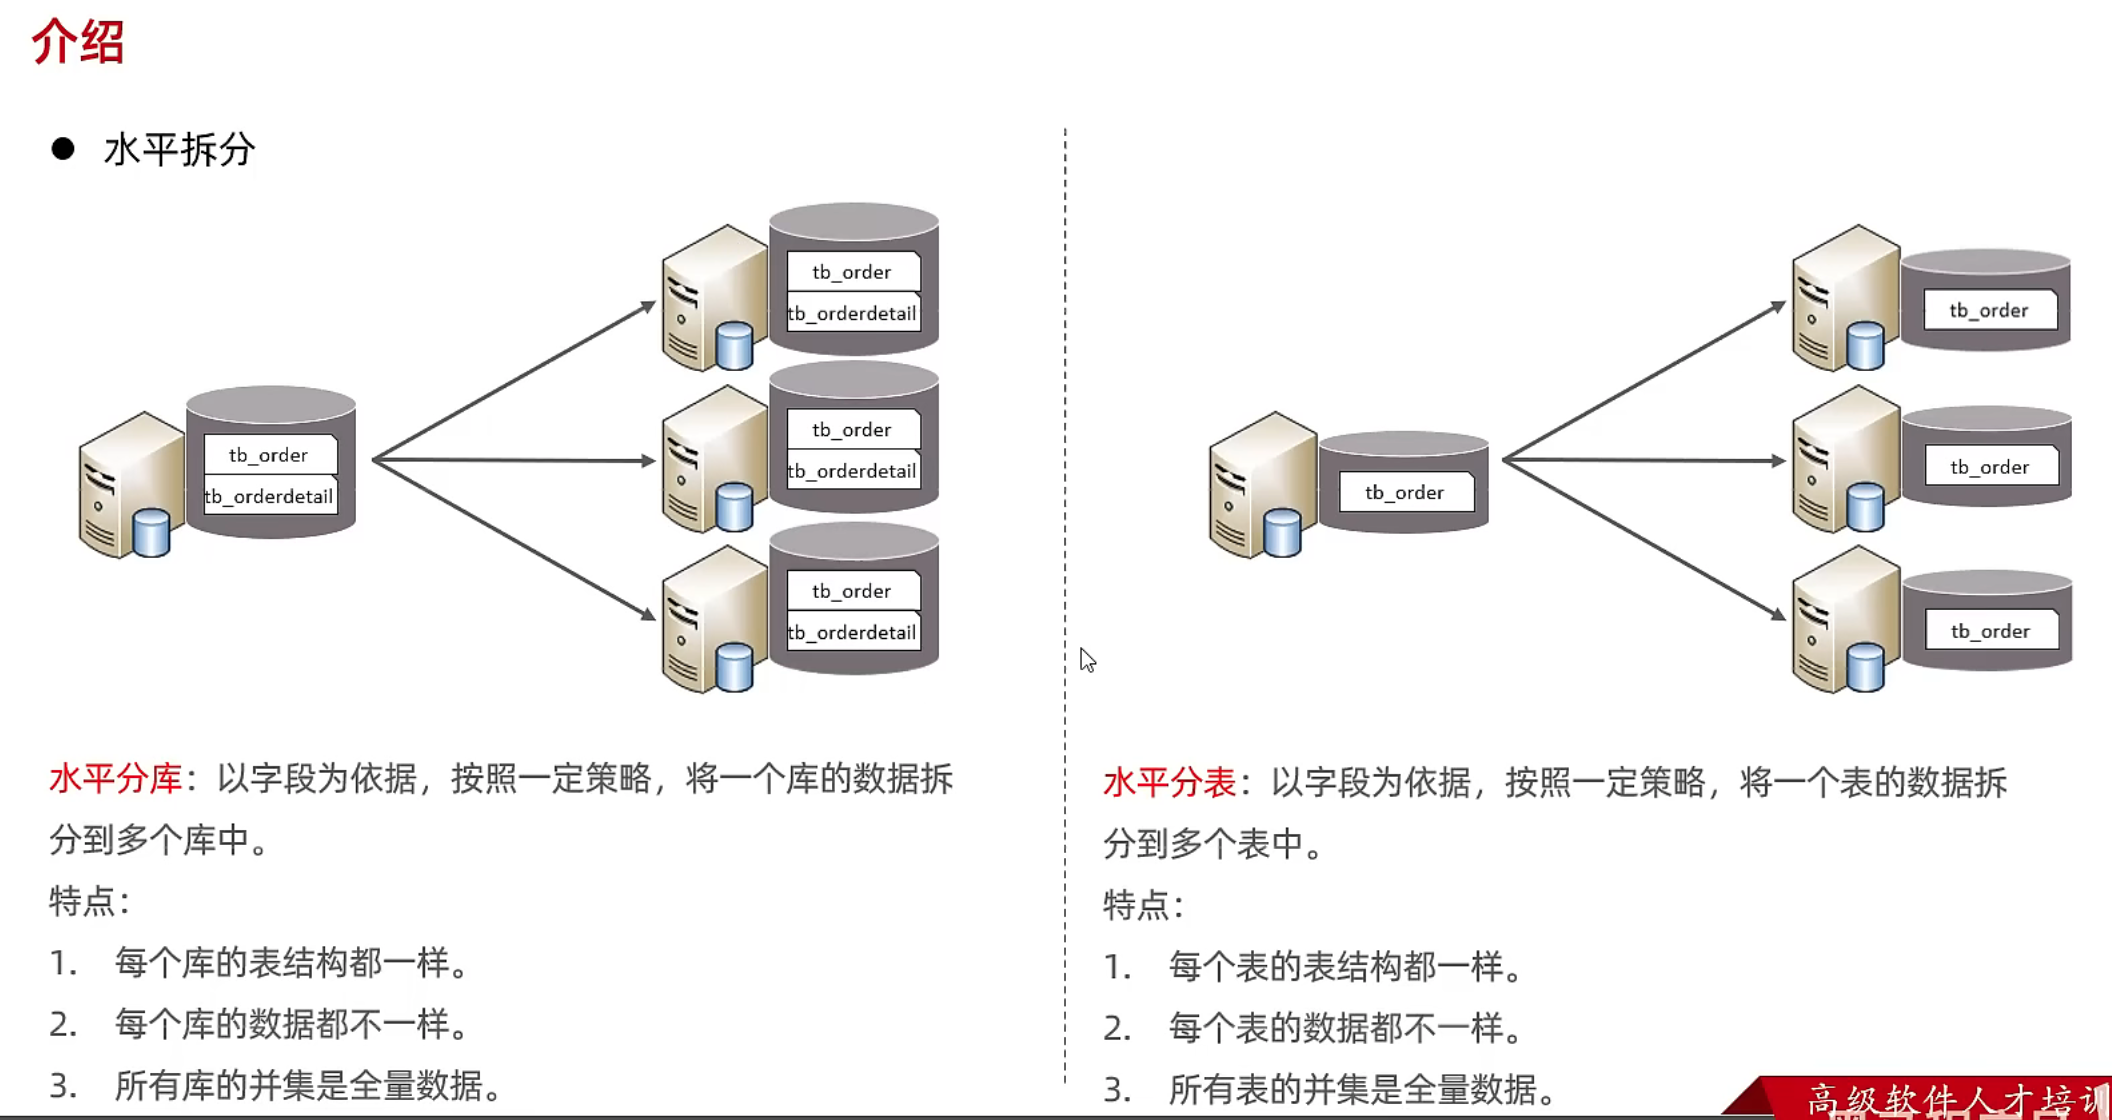 介绍
● 水平拆分
tb_order
tb_orderdetail
tb_order
tb_orderdetail
tb_order
tb_orderdetail
tb_order
tb_orderdetail
水平分库：以字段为依据，按照一定策略，将一个库的数据拆
分到多个库中。
特点：
1. 每个库的表结构都一样。
2. 每个库的数据都不一样。
3. 所有库的并集是全量数据。
tb_order
tb_order
tb_order
tb_order
水平分表：以字段为依据，按照一定策略，将一个表的数据拆
分到多个表中。
特点：
1. 每个表的表结构都一样。
2. 每个表的数据都不一样。
3. 所有表的并集是全量数据。
高级软件人才培训